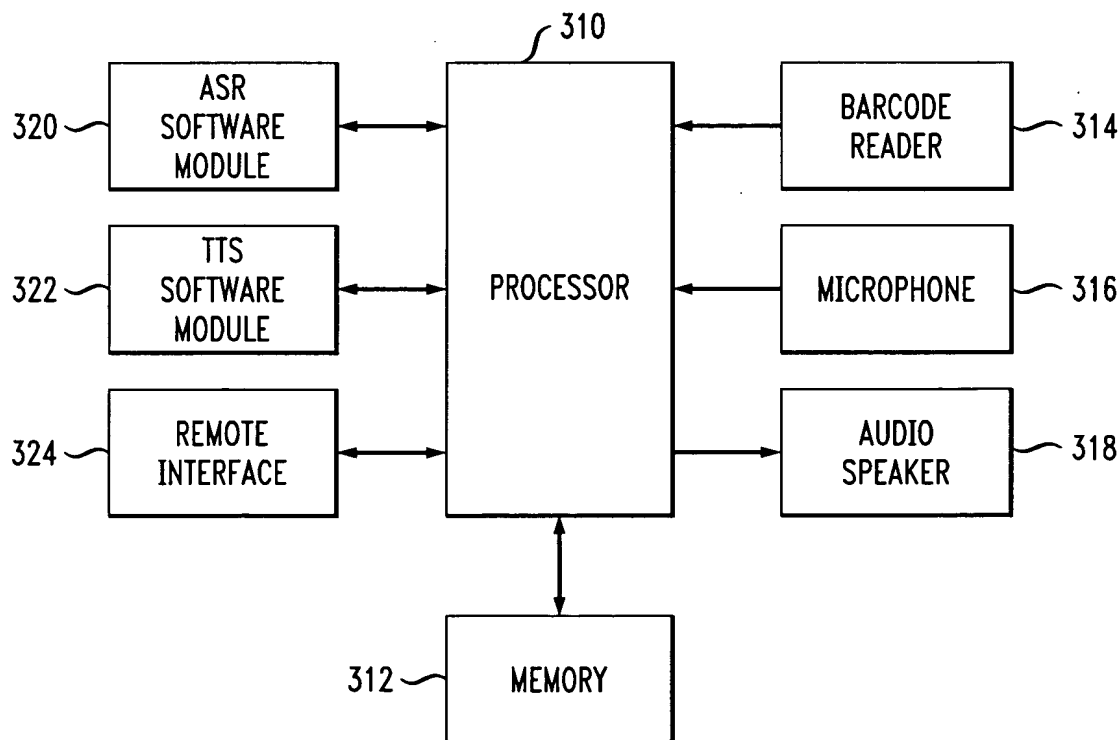 310
ASR
SOFTWARE
MODULE
320
PROCESSOR
BARCODE
READER
314
TTS
SOFTWARE
MODULE
322
MICROPHONE
316
REMOTE
INTERFACE
324
AUDIO
SPEAKER
318
MEMORY
312